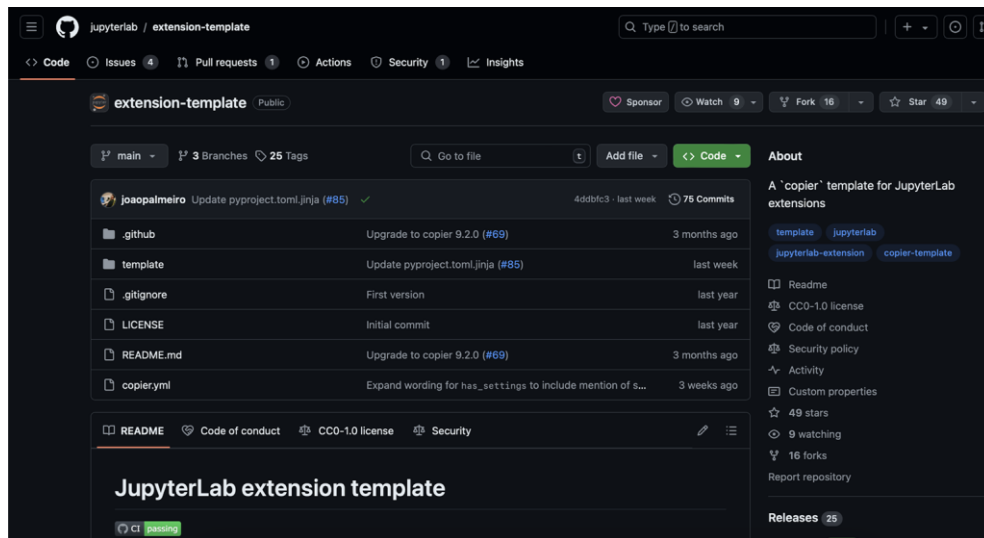 jupyterlab / extension-template
Type / to search
Code
Issues 4
Pull requests 1
Actions
Security 1
Insights
extension-template Public
Sponsor
Watch 9
Fork 16
Star 49
main
3 Branches
25 Tags
Go to file t
Add file
Code
joaopalmeiro Update pyproject.toml.jinja (#85)
4ddbfc3 · last week
75 Commits
.github Upgrade to copier 9.2.0 (#69) 3 months ago
template Update pyproject.toml.jinja (#85) last week
.gitignore First version last year
LICENSE Initial commit last year
README.md Upgrade to copier 9.2.0 (#69) 3 months ago
copier.yml Expand wording for has_settings to include mention of s... 3 weeks ago
README
Code of conduct
CC0-1.0 license
Security
JupyterLab extension template
CI passing
About
A `copier` template for JupyterLab
extensions
template jupyterlab
jupyterlab-extension copier-template
Readme
CC0-1.0 license
Code of conduct
Security policy
Activity
Custom properties
49 stars
9 watching
16 forks
Report repository
Releases 25